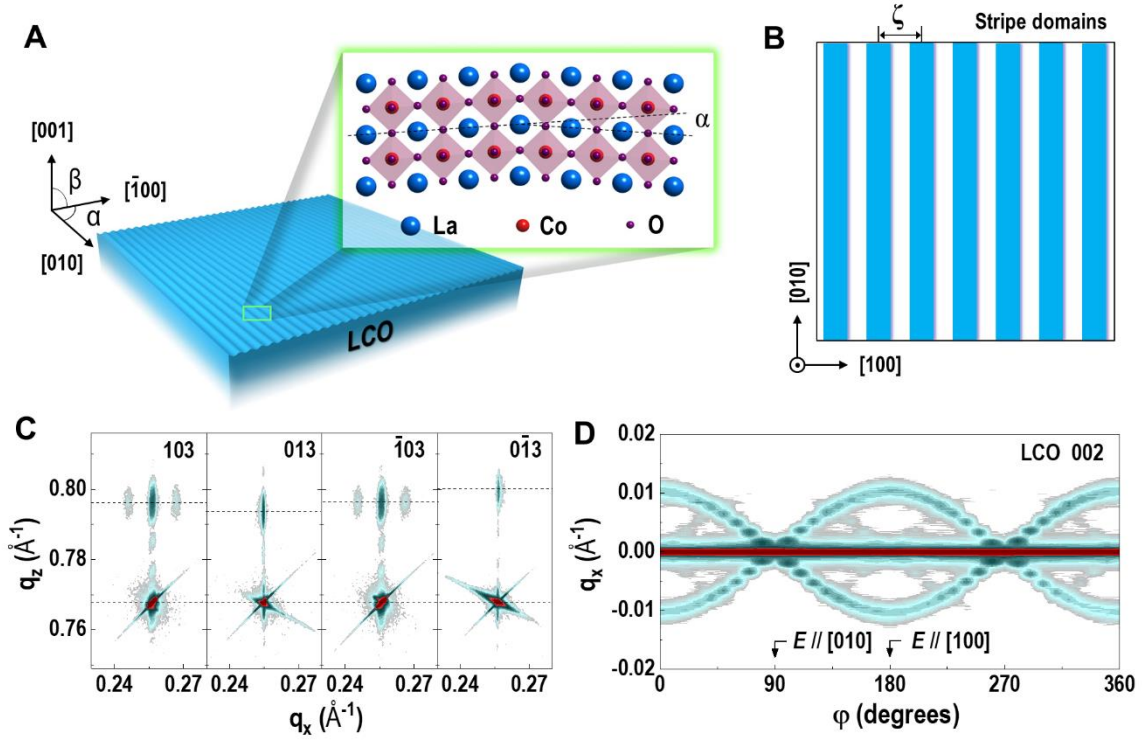 A
[001]
β
[1̄00]
α
[010]
α
La
Co
O
LCO
B
ζ
Stripe domains
[010]
[100]
C
103
013
1̄03
01̄3
0.80
0.78
0.76
qz (Å-1)
0.24
0.27
0.24
0.27
0.24
0.27
0.24
0.27
qx (Å-1)
D
LCO 002
0.02
0.01
0.00
-0.01
-0.02
qx (Å-1)
E // [010]
E // [100]
0
90
180
270
360
φ (degrees)